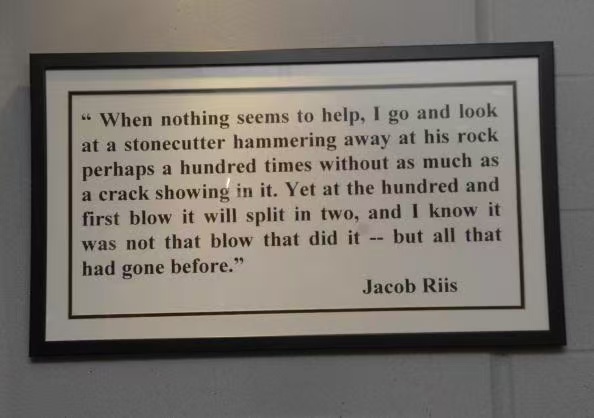 “ When nothing seems to help, I go and look
at a stonecutter hammering away at his rock
perhaps a hundred times without as much as
a crack showing in it. Yet at the hundred and
first blow it will split in two, and I know it
was not that blow that did it -- but all that
had gone before.”
Jacob Riis